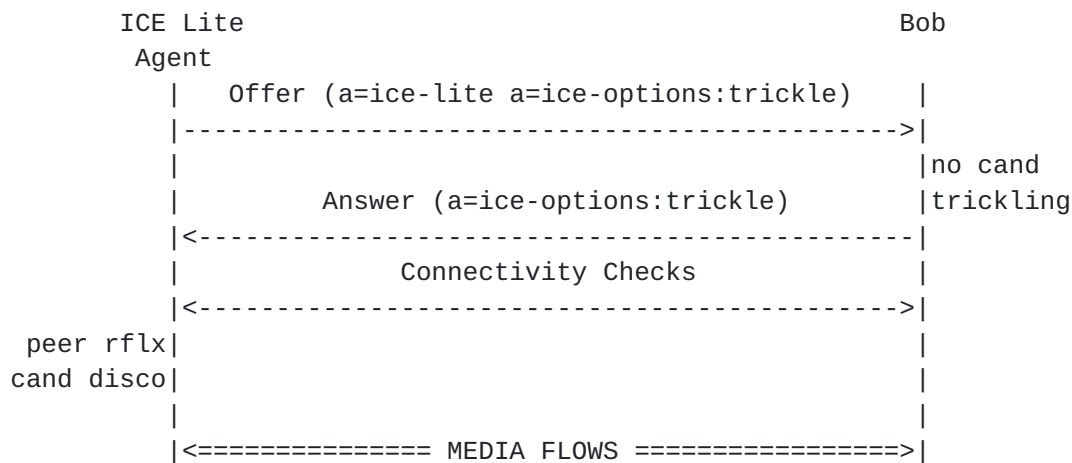 ICE Lite                                          Bob
 Agent
   |   Offer (a=ice-lite a=ice-options:trickle)    |
   |---------------------------------------------->|
   |                                               |no cand
   |         Answer (a=ice-options:trickle)        |trickling
   |<----------------------------------------------|
   |              Connectivity Checks              |
   |<--------------------------------------------->|
peer rflx|                                               |
cand disco|                                               |
   |                                               |
   |<=============== MEDIA FLOWS =================>|